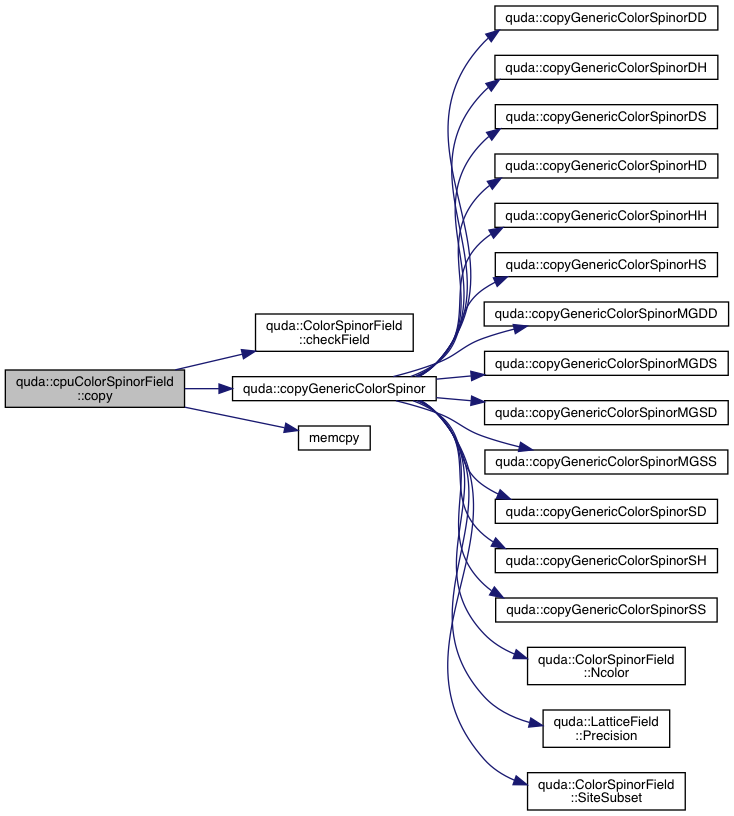 quda::cpuColorSpinorField
::copy
quda::ColorSpinorField
::checkField
quda::copyGenericColorSpinor
memcpy
quda::copyGenericColorSpinorDD
quda::copyGenericColorSpinorDH
quda::copyGenericColorSpinorDS
quda::copyGenericColorSpinorHD
quda::copyGenericColorSpinorHH
quda::copyGenericColorSpinorHS
quda::copyGenericColorSpinorMGDD
quda::copyGenericColorSpinorMGDS
quda::copyGenericColorSpinorMGSD
quda::copyGenericColorSpinorMGSS
quda::copyGenericColorSpinorSD
quda::copyGenericColorSpinorSH
quda::copyGenericColorSpinorSS
quda::ColorSpinorField
::Ncolor
quda::LatticeField
::Precision
quda::ColorSpinorField
::SiteSubset